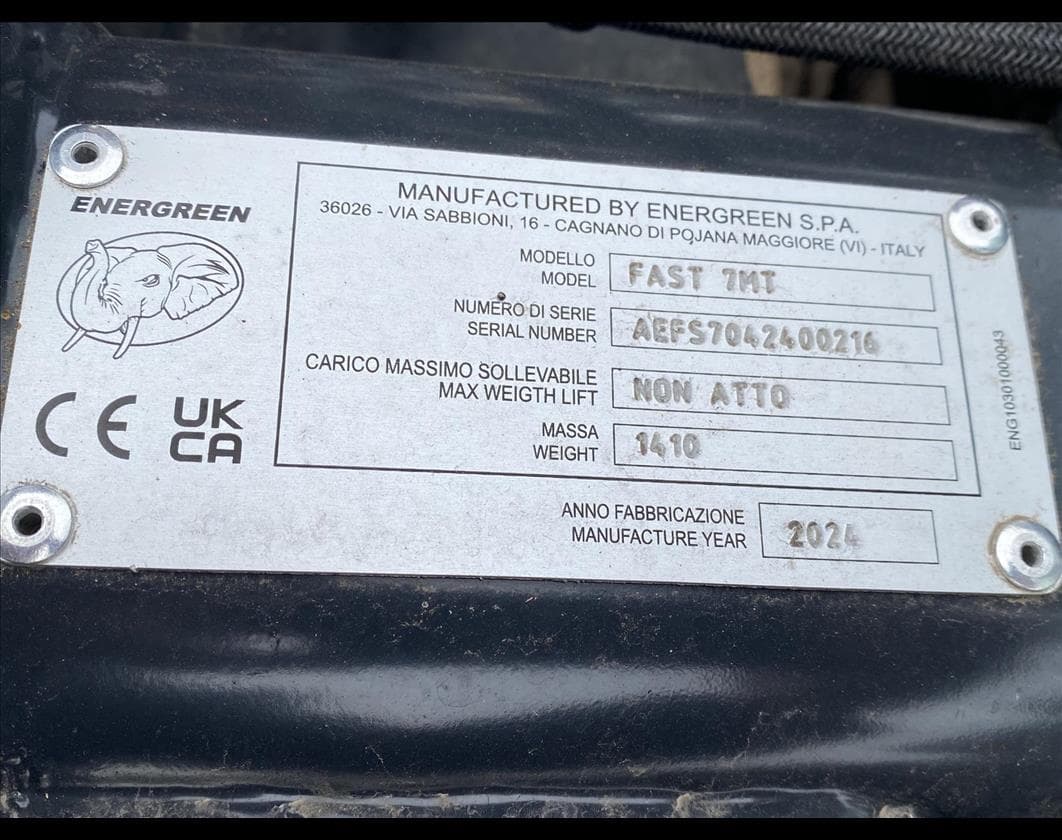 ENERGREEN
MANUFACTURED BY ENERGREEN S.P.A.
36026 - VIA SABBIONI, 16 - CAGNANO DI POJANA MAGGIORE (VI) - ITALY
MODELLO
MODEL
FAST 7MT
NUMERO DI SERIE
SERIAL NUMBER
AEFS7042400216
CARICO MASSIMO SOLLEVABILE
MAX WEIGTH LIFT
NON ATTO
MASSA
WEIGHT
1410
CE
UK
CA
ANNO FABBRICAZIONE
MANUFACTURE YEAR
2024
ENG10301000043